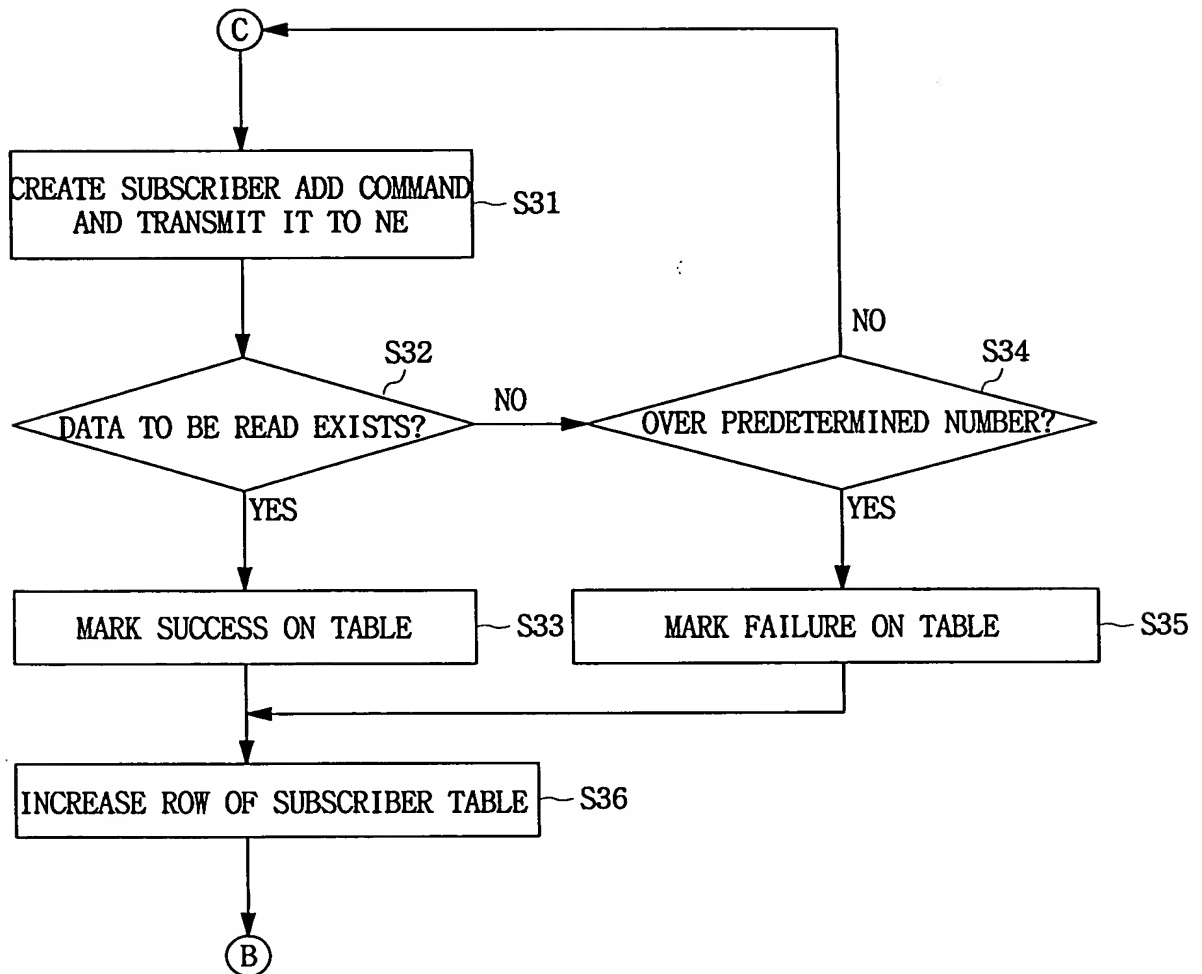 C
CREATE SUBSCRIBER ADD COMMAND
AND TRANSMIT IT TO NE
S31
NO
S32
S34
DATA TO BE READ EXISTS?
NO
OVER PREDETERMINED NUMBER?
YES
YES
MARK SUCCESS ON TABLE
S33
MARK FAILURE ON TABLE
S35
INCREASE ROW OF SUBSCRIBER TABLE
S36
B